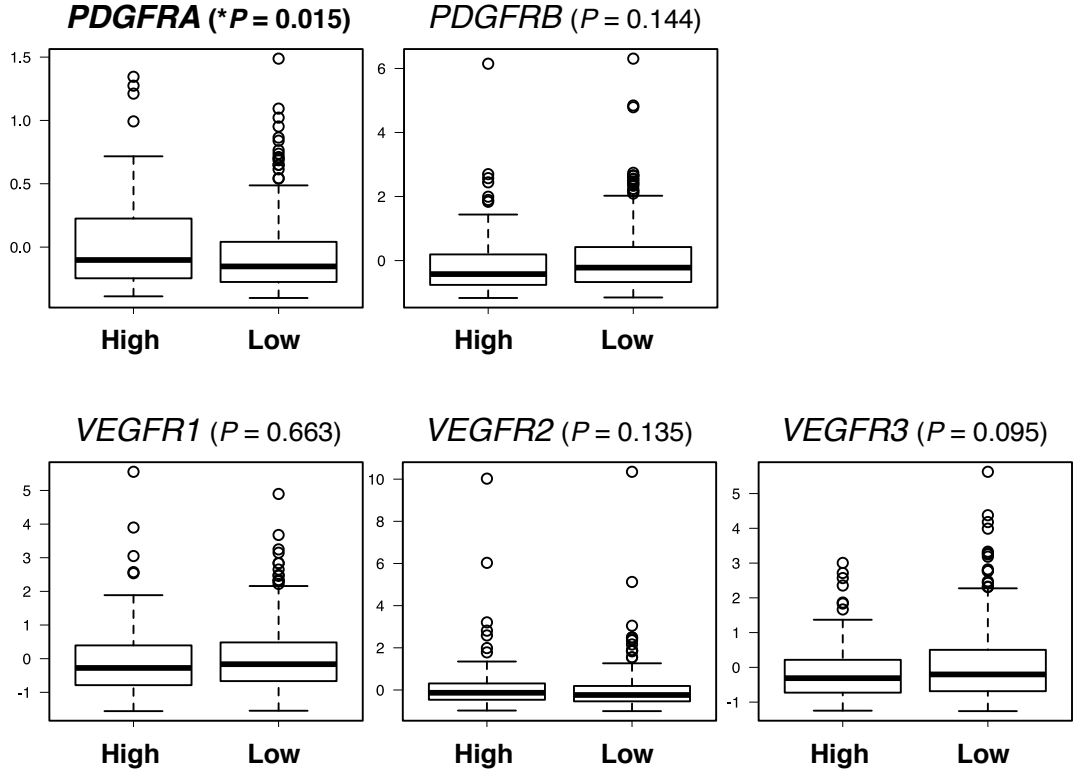 PDGFRA (*P = 0.015)
PDGFRB (P = 0.144)
1.5
1.0
0.5
0.0
High
Low
6
4
2
0
High
Low
VEGFR1 (P = 0.663)
VEGFR2 (P = 0.135)
VEGFR3 (P = 0.095)
5
4
3
2
1
0
-1
High
Low
10
8
6
4
2
0
High
Low
5
4
3
2
1
0
-1
High
Low